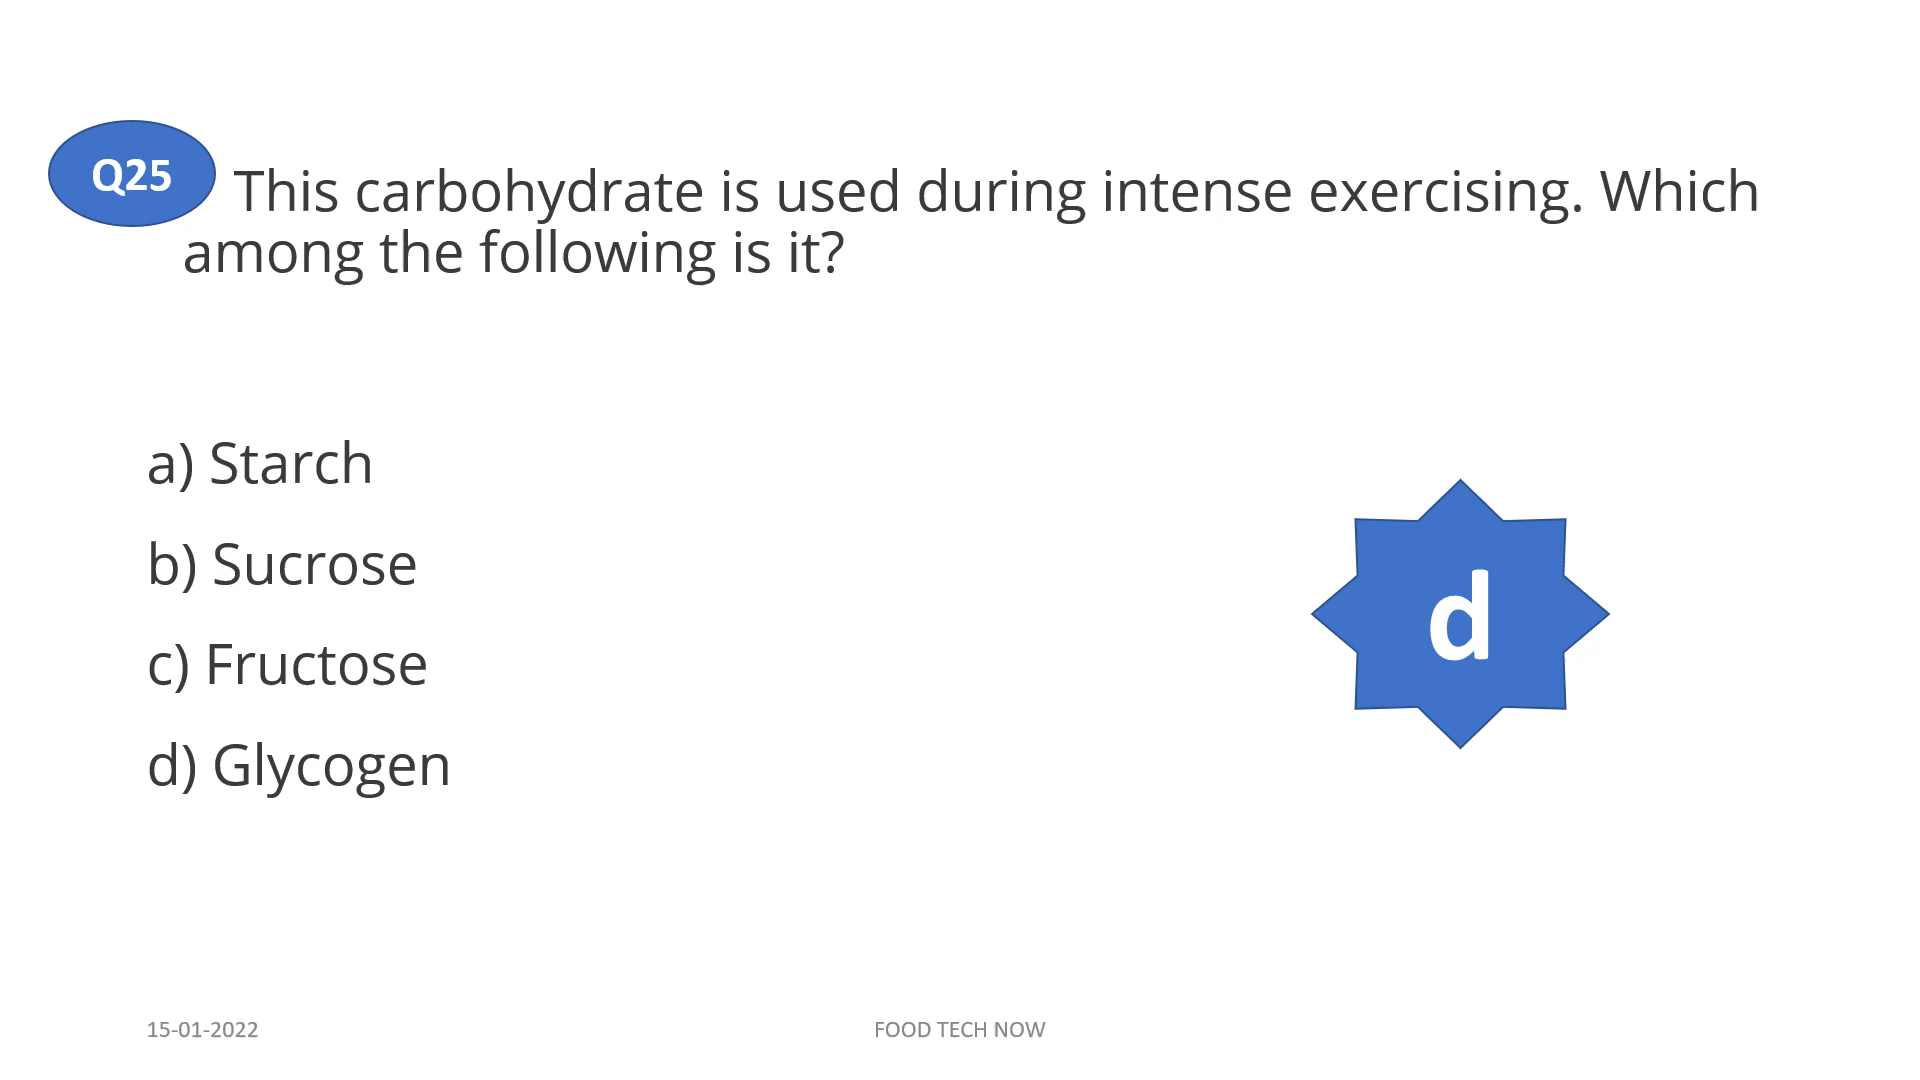 Q25
This carbohydrate is used during intense exercising. Which
among the following is it?
a) Starch
b) Sucrose
c) Fructose
d) Glycogen
d
15-01-2022
FOOD TECH NOW